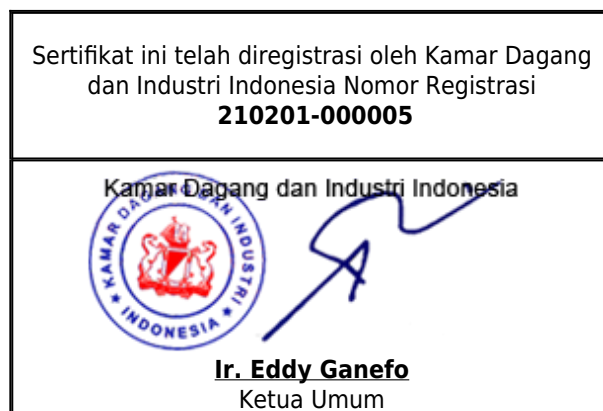 Sertifikat ini telah diregistrasi oleh Kamar Dagang
dan Industri Indonesia Nomor Registrasi
210201-000005
Kamar Dagang dan Industri Indonesia
KAMAR DAGANG DAN INDUSTRI
INDONESIA
Ir. Eddy Ganefo
Ketua Umum